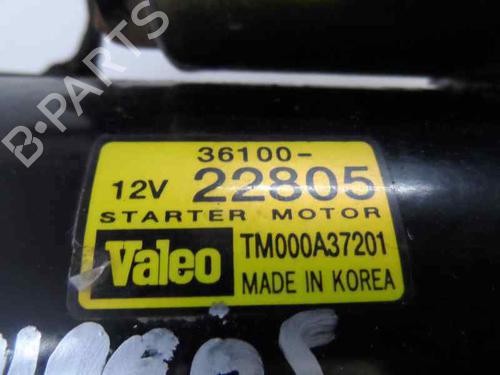 B-PARTS
36100-
12V 22805
STARTER MOTOR
Valeo TM000A37201
MADE IN KOREA